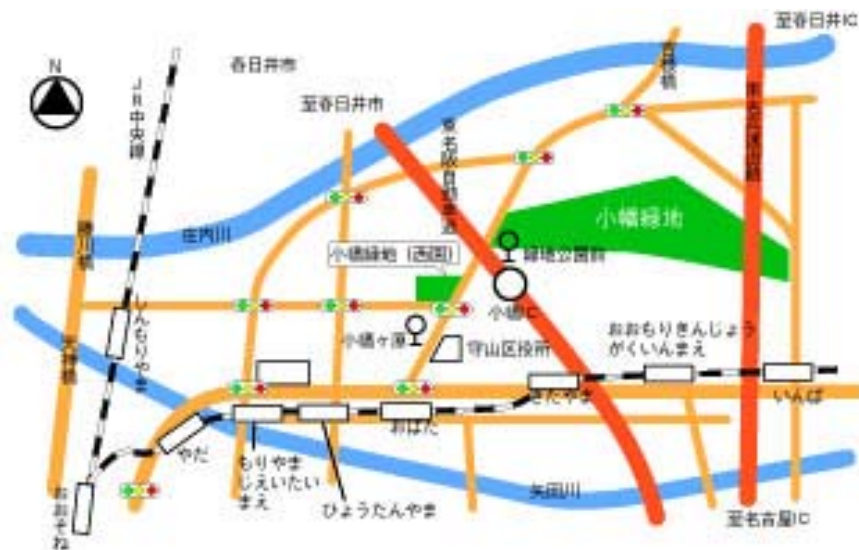 至春日井IC
吉根橋
春日井市
N
JR中央線
至春日井市
東名阪自動車道
東名高速道路
小幡緑地
勝川橋
庄内川
小幡緑地(西園)
緑地公園前
小幡IC
しんもりやま
小幡ヶ原
守山区役所
おおもりきんじょう
がくいんまえ
天神橋
きたやま
いんば
おばた
やだ
もりやま
じえいたい
まえ
ひょうたんやま
矢田川
おおぞね
至名古屋IC